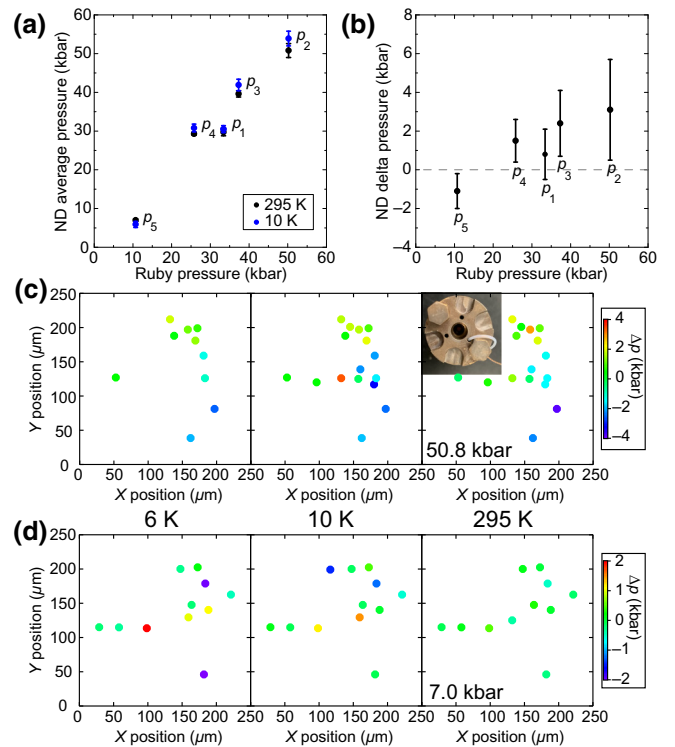 (a)
ND average pressure (kbar)
60
50
40
30
20
10
0
p2
p3
p4
p1
p5
295 K
10 K
0 10 20 30 40 50 60
Ruby pressure (kbar)
(b)
ND delta pressure (kbar)
8
6
4
2
0
−2
−4
p5
p4
p1
p3
p2
0 10 20 30 40 50 60
Ruby pressure (kbar)
(c)
Y position (µm)
250
200
150
100
50
0
50.8 kbar
0 50 100 150 200 250
50 100 150 200 250
50 100 150 200 250
X position (µm)
X position (µm)
X position (µm)
4
2
0
−2
−4
Δp (kbar)
6 K
10 K
295 K
(d)
Y position (µm)
250
200
150
100
50
0
7.0 kbar
0 50 100 150 200 250
50 100 150 200 250
50 100 150 200 250
X position (µm)
X position (µm)
X position (µm)
2
1
0
−1
−2
Δp (kbar)